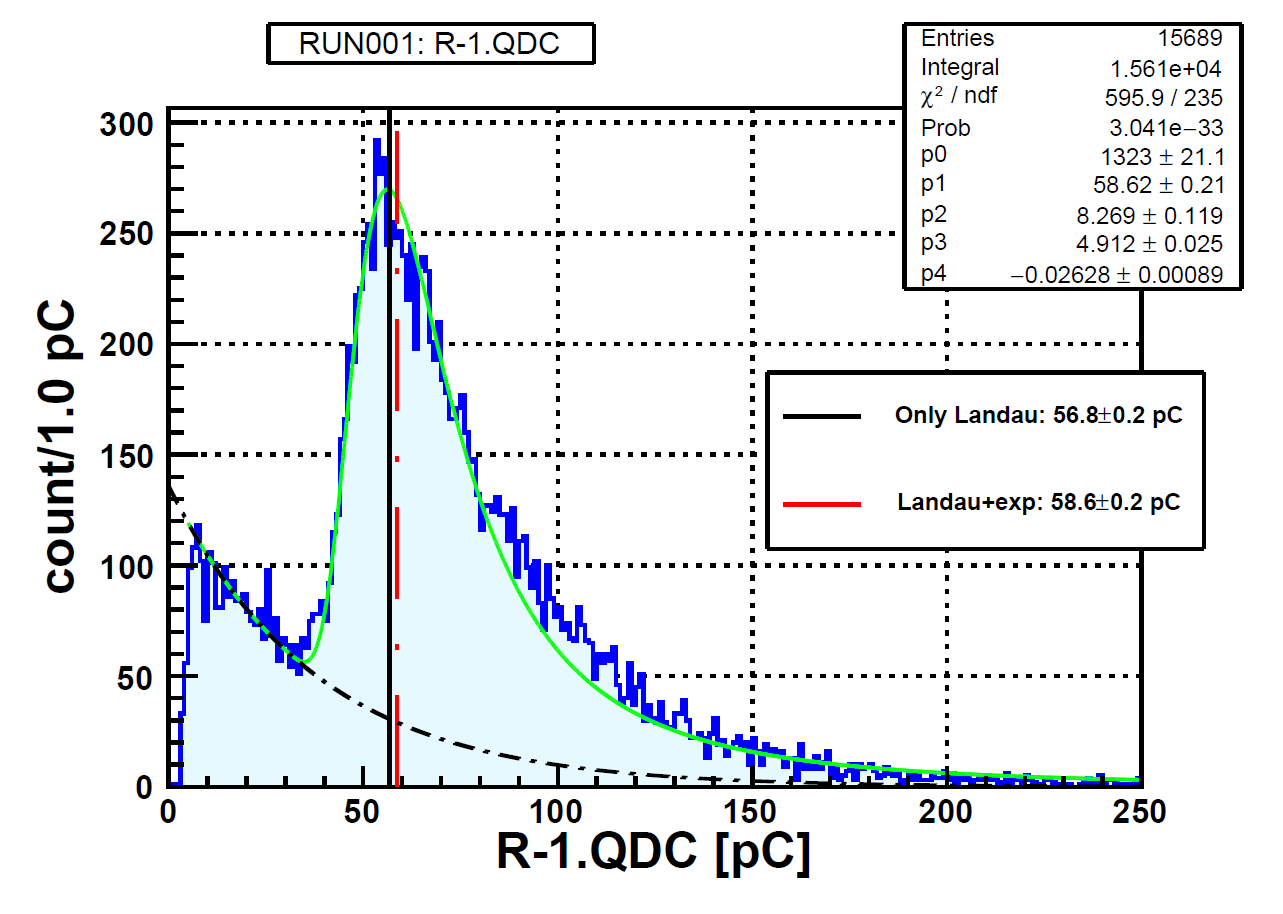 RUN001: R-1.QDC
Entries 15689
Integral 1.561e+04
χ² / ndf 595.9 / 235
Prob 3.041e−33
p0 1323 ± 21.1
p1 58.62 ± 0.21
p2 8.269 ± 0.119
p3 4.912 ± 0.025
p4 −0.02628 ± 0.00089
300
250
200
150
100
50
0
count/1.0 pC
Only Landau: 56.8±0.2 pC
Landau+exp: 58.6±0.2 pC
0 50 100 150 200 250
R-1.QDC [pC]